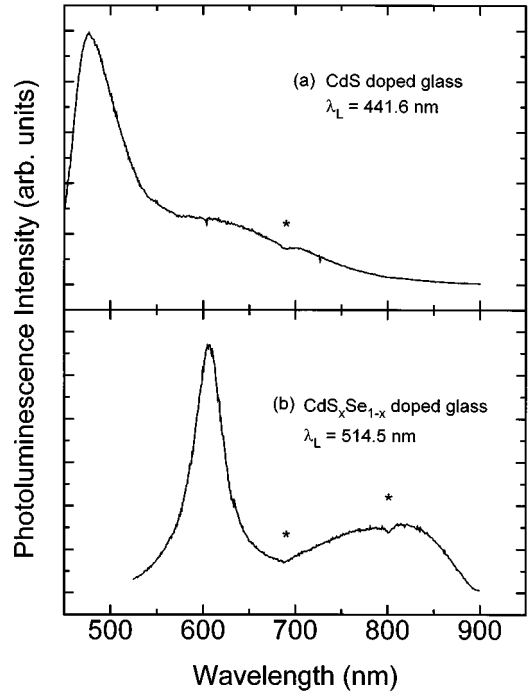 Photoluminescence Intensity (arb. units)
(a) CdS doped glass
λL = 441.6 nm
*
(b) CdSxSe1-x doped glass
λL = 514.5 nm
*
*
500 600 700 800 900
Wavelength (nm)